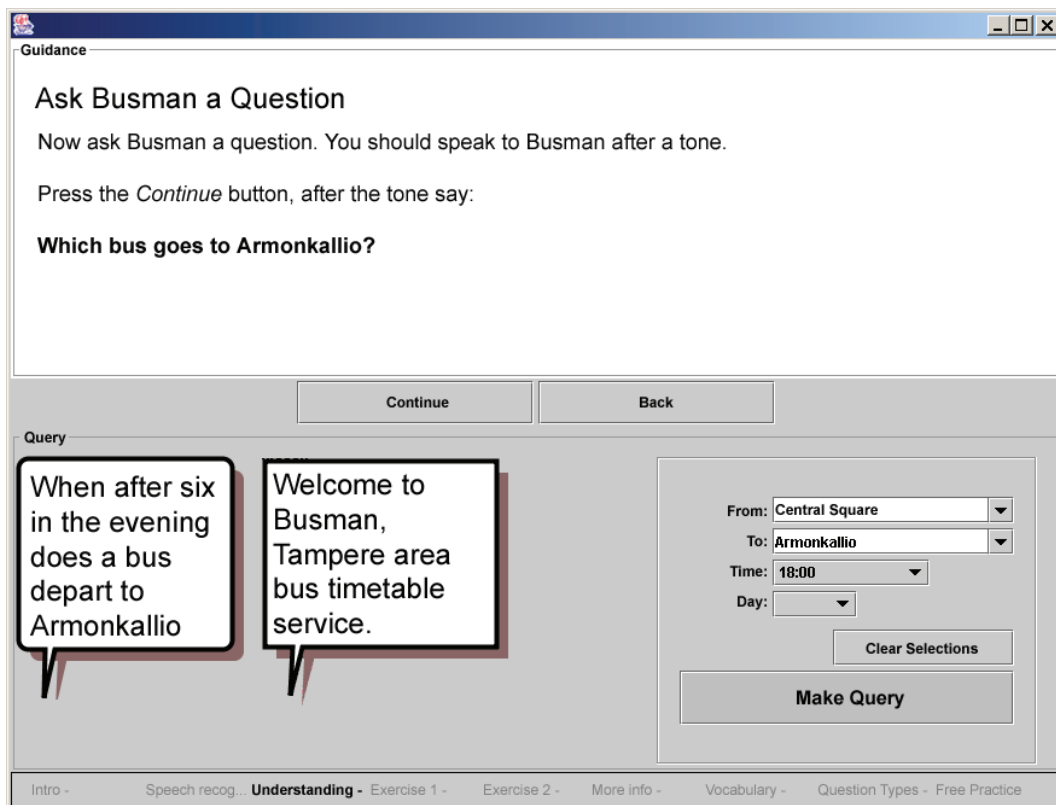 Guidance
Ask Busman a Question
Now ask Busman a question. You should speak to Busman after a tone.
Press the Continue button, after the tone say:
Which bus goes to Armonkallio?
Continue
Back
Query
When after six
in the evening
does a bus
depart to
Armonkallio
Welcome to
Busman,
Tampere area
bus timetable
service.
From: Central Square
To: Armonkallio
Time: 18:00
Day:
Clear Selections
Make Query
Intro - Speech recog... Understanding - Exercise 1 - Exercise 2 - More info - Vocabulary - Question Types - Free Practice